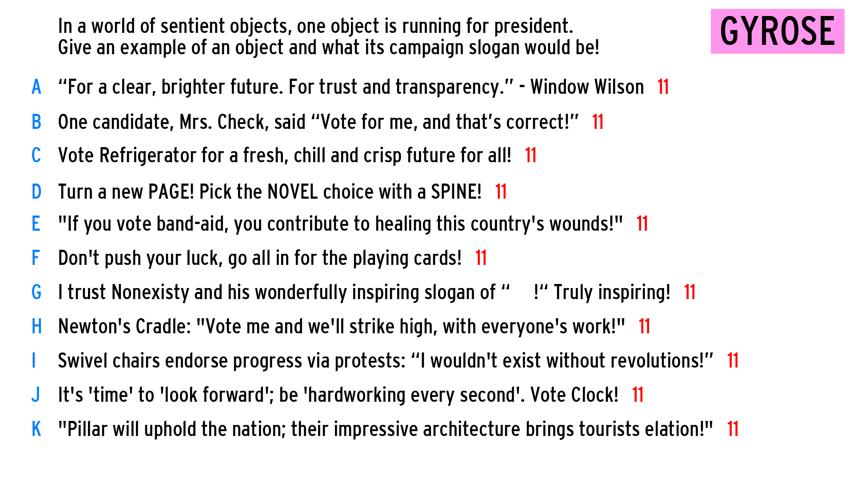 In a world of sentient objects, one object is running for president.
Give an example of an object and what its campaign slogan would be!
GYROSE
A “For a clear, brighter future. For trust and transparency.” - Window Wilson 11
B One candidate, Mrs. Check, said “Vote for me, and that’s correct!” 11
C Vote Refrigerator for a fresh, chill and crisp future for all! 11
D Turn a new PAGE! Pick the NOVEL choice with a SPINE! 11
E "If you vote band-aid, you contribute to healing this country's wounds!" 11
F Don't push your luck, go all in for the playing cards! 11
G I trust Nonexisty and his wonderfully inspiring slogan of “    !“ Truly inspiring! 11
H Newton's Cradle: "Vote me and we'll strike high, with everyone's work!" 11
I Swivel chairs endorse progress via protests: “I wouldn't exist without revolutions!” 11
J It's 'time' to 'look forward'; be 'hardworking every second'. Vote Clock! 11
K "Pillar will uphold the nation; their impressive architecture brings tourists elation!" 11